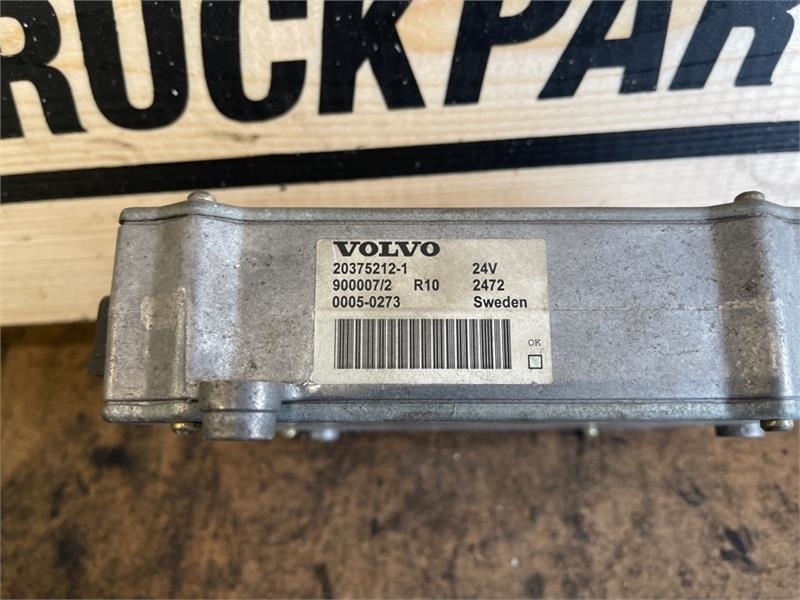 RUCKPAR
VOLVO
20375212-1 24V
900007/2 R10 2472
0005-0273 Sweden
OK